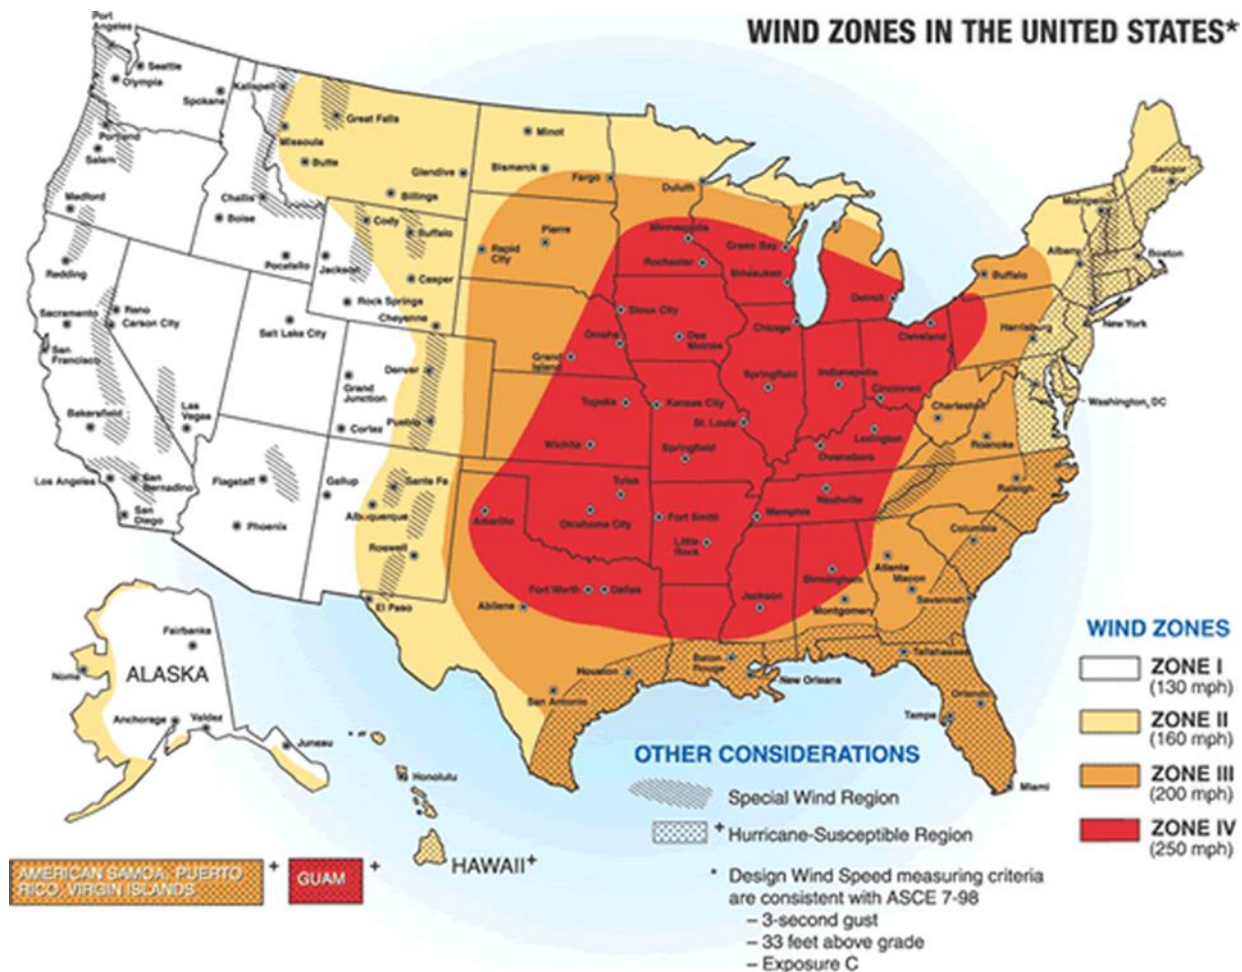 WIND ZONES IN THE UNITED STATES*
Port
Angeles
Seattle
Olympia
Spokane
Kalispell
Great Falls
Missoula
Butte
Glendive
Billings
Minot
Bismarck
Fargo
Duluth
Portland
Salem
Medford
Challis
Boise
Pocatello
Cody
Buffalo
Jackson
Casper
Rock Springs
Cheyenne
Rapid
City
Pierre
Minneapolis
Rochester
Green Bay
Milwaukee
Detroit
Buffalo
Albany
Montpelier
Bangor
Boston
New York
Harrisburg
Washington, DC
Redding
Sacramento
Reno
Carson City
San
Francisco
Salt Lake City
Grand
Junction
Denver
Pueblo
Cortez
Bakersfield
Las
Vegas
Los Angeles
San
Bernadino
San
Diego
Flagstaff
Phoenix
Gallup
Sante Fe
Albuquerque
Roswell
El Paso
Sioux City
Omaha
Des
Moines
Grand
Island
Chicago
Cleveland
Springfield
Indianapolis
Cincinnati
Topeka
Kansas City
St. Louis
Wichita
Springfield
Lexington
Owensboro
Charleston
Roanoke
Raleigh
Tulsa
Amarillo
Oklahoma City
Fort Smith
Little
Rock
Memphis
Nashville
Columbia
Atlanta
Macon
Savannah
Birmingham
Montgomery
Jackson
Fort Worth
Dallas
Abilene
Houston
San Antonio
Baton
Rouge
New Orleans
Tallahassee
Orlando
Tampa
Miami
Fairbanks
ALASKA
Nome
Anchorage
Valdez
Juneau
Honolulu
HAWAII+
AMERICAN SAMOA, PUERTO
RICO, VIRGIN ISLANDS
+
GUAM
+
OTHER CONSIDERATIONS
Special Wind Region
+ Hurricane-Susceptible Region
* Design Wind Speed measuring criteria
are consistent with ASCE 7-98
– 3-second gust
– 33 feet above grade
– Exposure C
WIND ZONES
ZONE I
(130 mph)
ZONE II
(160 mph)
ZONE III
(200 mph)
ZONE IV
(250 mph)